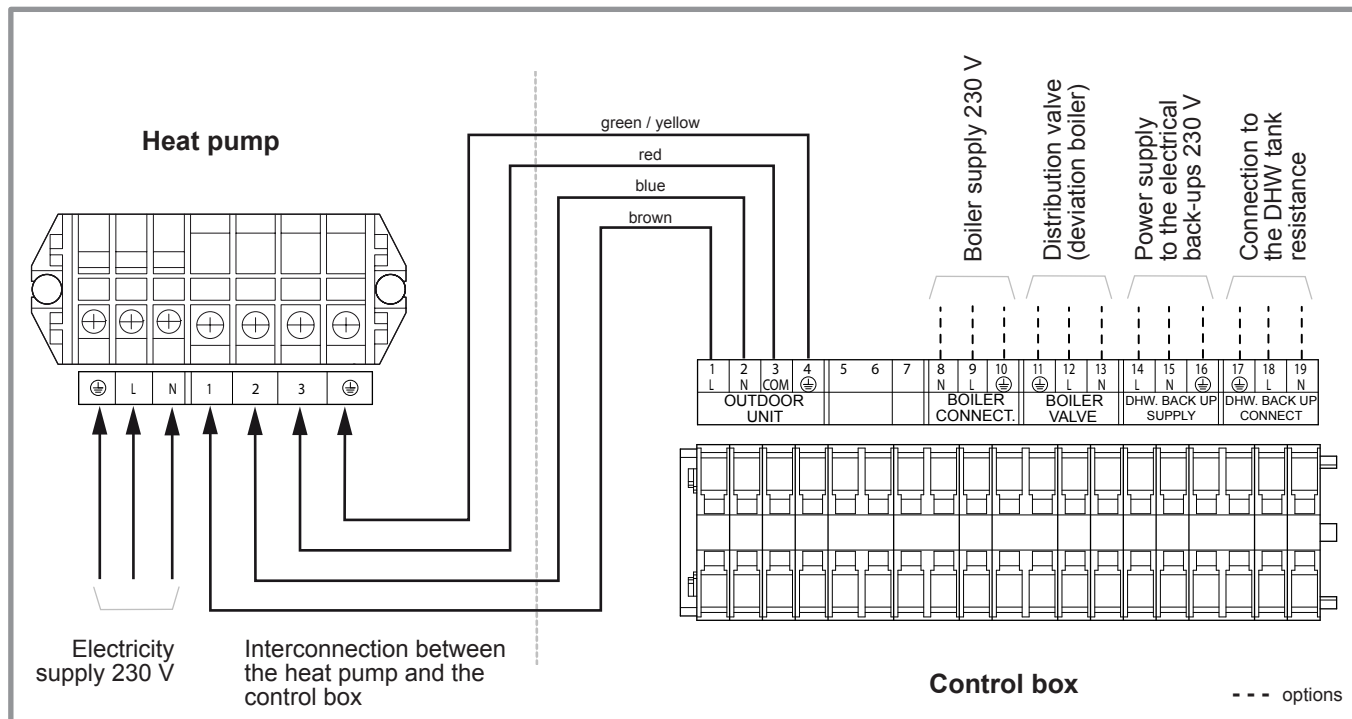 Heat pump
green / yellow
red
blue
brown
Boiler supply 230 V
Distribution valve
(deviation boiler)
Power supply
to the electrical
back-ups 230 V
Connection to
the DHW tank
resistance
L N 1 2 3
1 2 3 4 5 6 7 8 9 10 11 12 13 14 15 16 17 18 19
L N COM N L L N L N L N
OUTDOOR
UNIT
BOILER
CONNECT.
BOILER
VALVE
DHW. BACK UP
SUPPLY
DHW. BACK UP
CONNECT
Electricity
supply 230 V
Interconnection between
the heat pump and the
control box
Control box
--- options